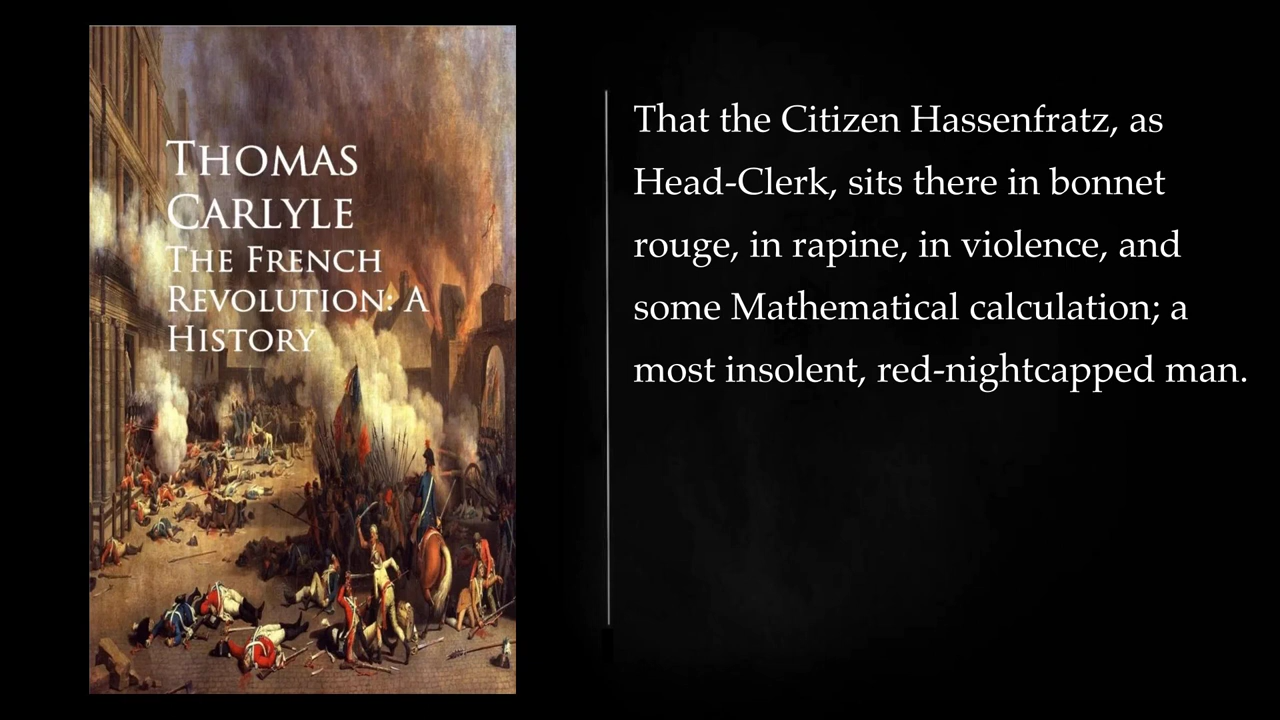 THOMAS
CARLYLE
THE FRENCH
REVOLUTION: A
HISTORY
That the Citizen Hassenfratz, as
Head-Clerk, sits there in bonnet
rouge, in rapine, in violence, and
some Mathematical calculation; a
most insolent, red-nightcapped man.